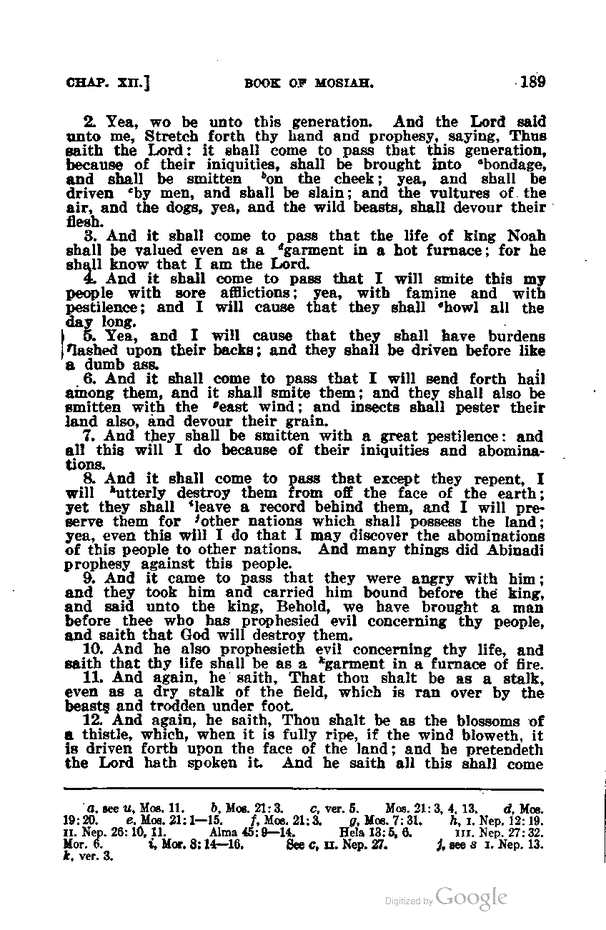 CHAP. XII.] BOOK OF MOSIAH. 189
2. Yea, wo be unto this generation. And the Lord said
unto me, Stretch forth thy hand and prophesy, saying, Thus
saith the Lord: it shall come to pass that this generation,
because of their iniquities, shall be brought into ᵃbondage,
and shall be smitten ᵇon the cheek; yea, and shall be
driven ᶜby men, and shall be slain; and the vultures of the
air, and the dogs, yea, and the wild beasts, shall devour their
flesh.
3. And it shall come to pass that the life of king Noah
shall be valued even as a ᵈgarment in a hot furnace; for he
shall know that I am the Lord.
4. And it shall come to pass that I will smite this my
people with sore afflictions; yea, with famine and with
pestilence; and I will cause that they shall ᵉhowl all the
day long.
5. Yea, and I will cause that they shall have burdens
ᶠlashed upon their backs; and they shall be driven before like
a dumb ass.
6. And it shall come to pass that I will send forth hail
among them, and it shall smite them; and they shall also be
smitten with the ᵍeast wind; and insects shall pester their
land also, and devour their grain.
7. And they shall be smitten with a great pestilence: and
all this will I do because of their iniquities and abomina-
tions.
8. And it shall come to pass that except they repent, I
will ʰutterly destroy them from off the face of the earth;
yet they shall ⁱleave a record behind them, and I will pre-
serve them for ʲother nations which shall possess the land;
yea, even this will I do that I may discover the abominations
of this people to other nations. And many things did Abinadi
prophesy against this people.
9. And it came to pass that they were angry with him;
and they took him and carried him bound before the king,
and said unto the king, Behold, we have brought a man
before thee who has prophesied evil concerning thy people,
and saith that God will destroy them.
10. And he also prophesieth evil concerning thy life, and
saith that thy life shall be as a ᵏgarment in a furnace of fire.
11. And again, he saith, That thou shalt be as a stalk,
even as a dry stalk of the field, which is ran over by the
beasts and trodden under foot.
12. And again, he saith, Thou shalt be as the blossoms of
a thistle, which, when it is fully ripe, if the wind bloweth, it
is driven forth upon the face of the land; and he pretendeth
the Lord hath spoken it. And he saith all this shall come
a, see u, Mos. 11. b, Mos. 21:3. c, ver. 5. Mos. 21:3, 4, 13. d, Mos.
19:20. e, Mos. 21:1—15. f, Mos. 21:3. g, Mos. 7:31. h, I. Nep. 12:19.
II. Nep. 26:10, 11. Alma 45:9—14. Hela 13:5, 6. III. Nep. 27:32.
Mor. 6. i, Mor. 8:14—16. See c, II. Nep. 27. j, see s I. Nep. 13.
k, ver. 3.
Digitized by Google